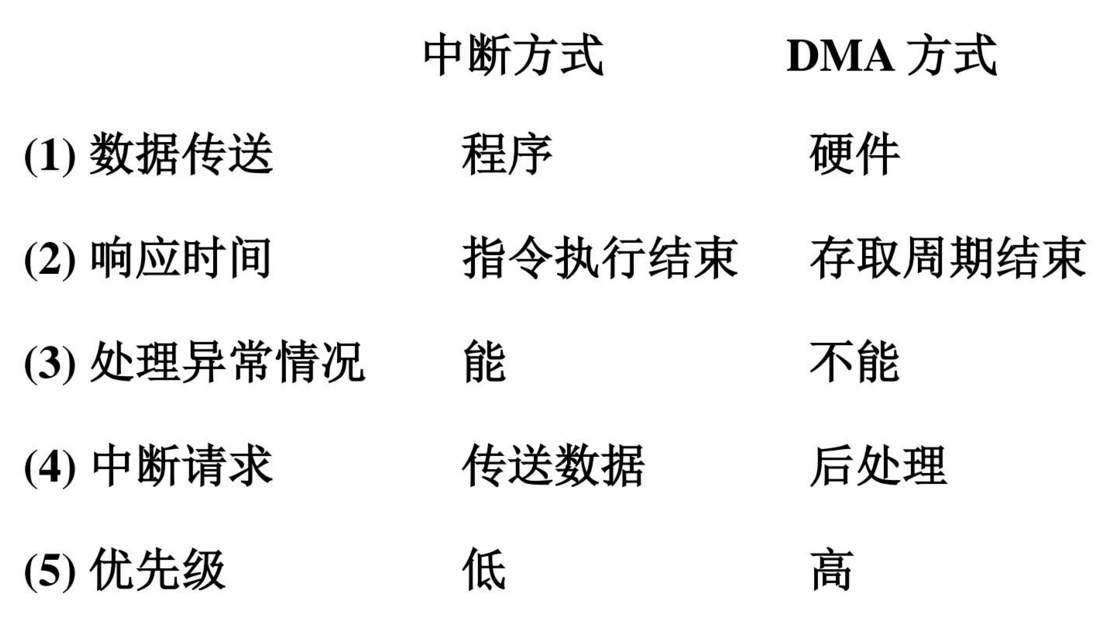 中断方式 DMA 方式
(1) 数据传送 程序 硬件
(2) 响应时间 指令执行结束 存取周期结束
(3) 处理异常情况 能 不能
(4) 中断请求 传送数据 后处理
(5) 优先级 低 高